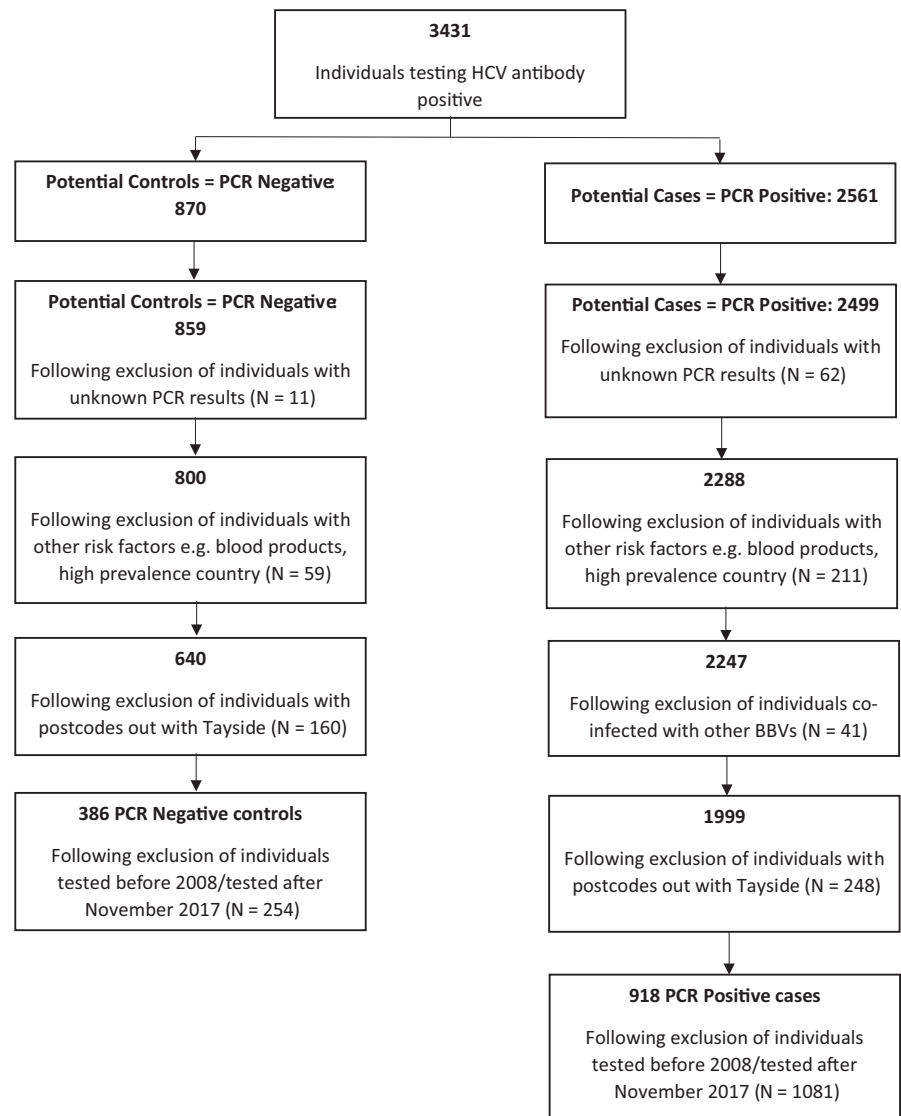 3431
Individuals testing HCV antibody
positive
Potential Controls = PCR Negative:
870
Potential Cases = PCR Positive: 2561
Potential Controls = PCR Negative:
859
Following exclusion of individuals with
unknown PCR results (N = 11)
Potential Cases = PCR Positive: 2499
Following exclusion of individuals with
unknown PCR results (N = 62)
800
Following exclusion of individuals with
other risk factors e.g. blood products,
high prevalence country (N = 59)
2288
Following exclusion of individuals with
other risk factors e.g. blood products,
high prevalence country (N = 211)
640
Following exclusion of individuals with
postcodes out with Tayside (N = 160)
2247
Following exclusion of individuals co-
infected with other BBVs (N = 41)
386 PCR Negative controls
Following exclusion of individuals
tested before 2008/tested after
November 2017 (N = 254)
1999
Following exclusion of individuals with
postcodes out with Tayside (N = 248)
918 PCR Positive cases
Following exclusion of individuals
tested before 2008/tested after
November 2017 (N = 1081)